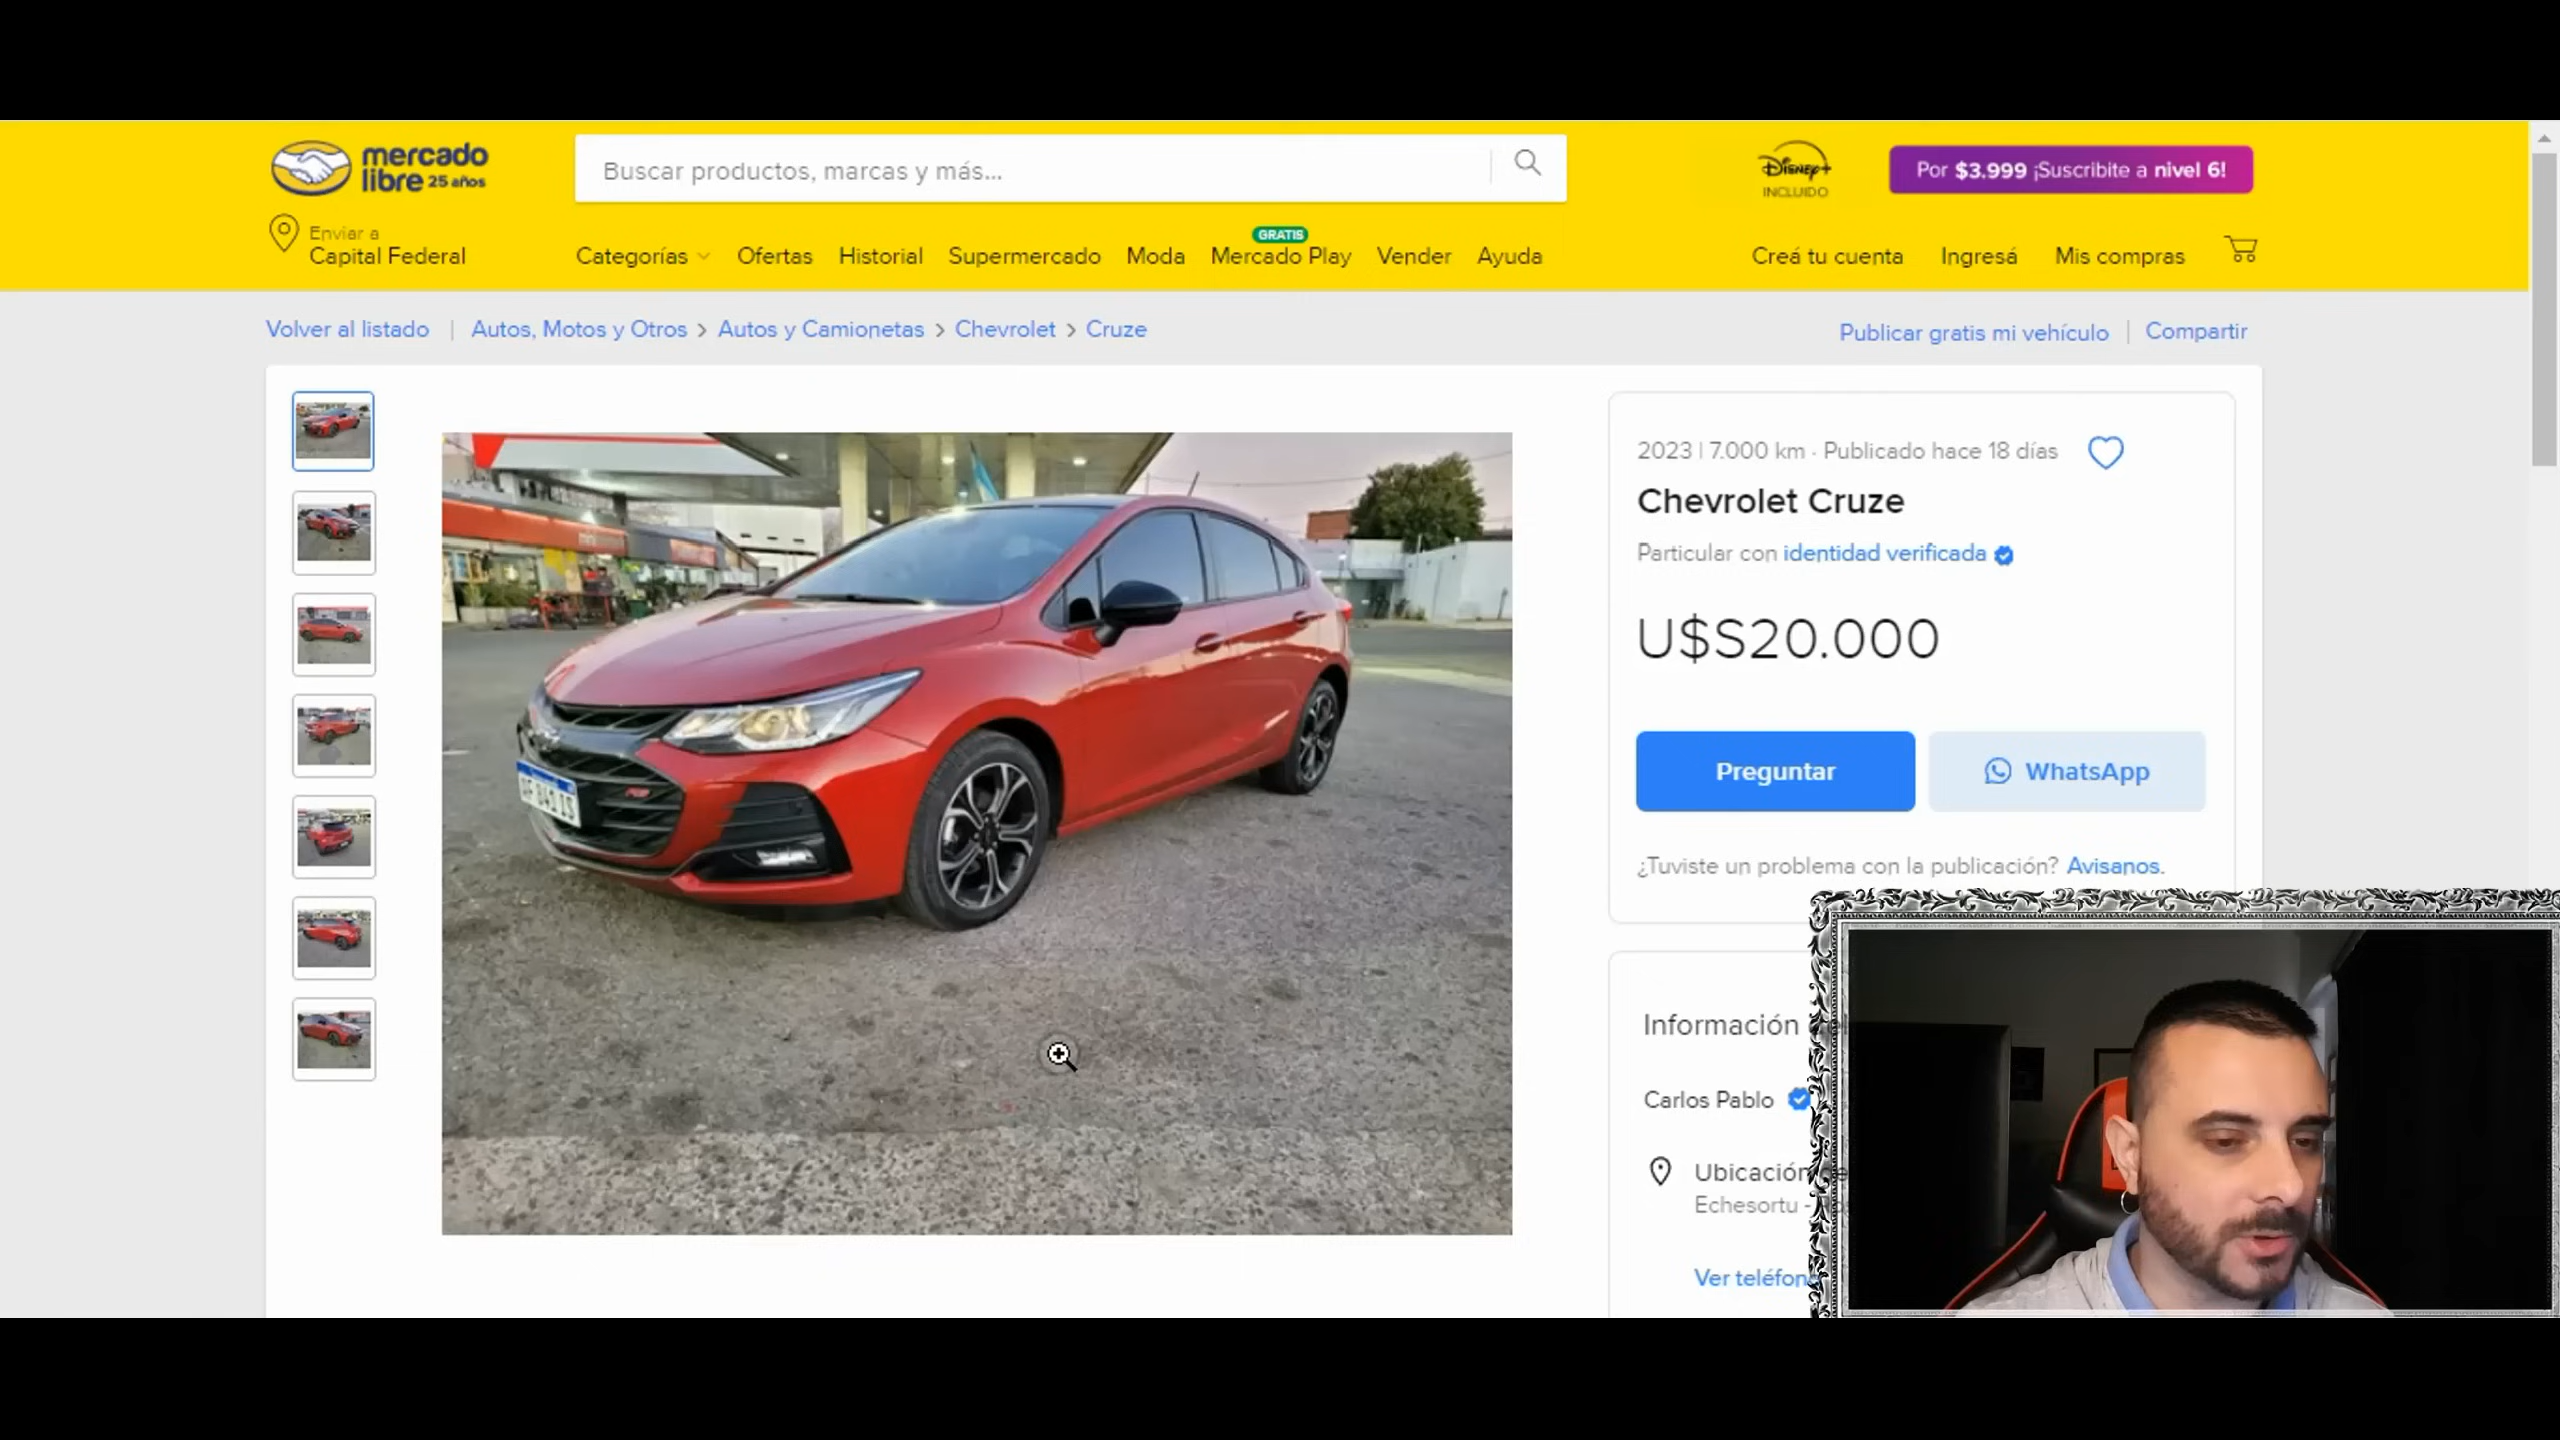 mercado
libre 25 años
Buscar productos, marcas y más...
Disney+
INCLUIDO
Por $3.999 ¡Suscribite a nivel 6!
Enviar a
Capital Federal
Categorías
Ofertas
Historial
Supermercado
Moda
GRATIS
Mercado Play
Vender
Ayuda
Creá tu cuenta
Ingresá
Mis compras
Volver al listado | Autos, Motos y Otros > Autos y Camionetas > Chevrolet > Cruze
Publicar gratis mi vehículo | Compartir
2023 | 7.000 km · Publicado hace 18 días
Chevrolet Cruze
Particular con identidad verificada
U$S20.000
Preguntar
WhatsApp
¿Tuviste un problema con la publicación? Avisanos.
Información
Carlos Pablo
Ubicación
Echesortu -
Ver teléfono
RS